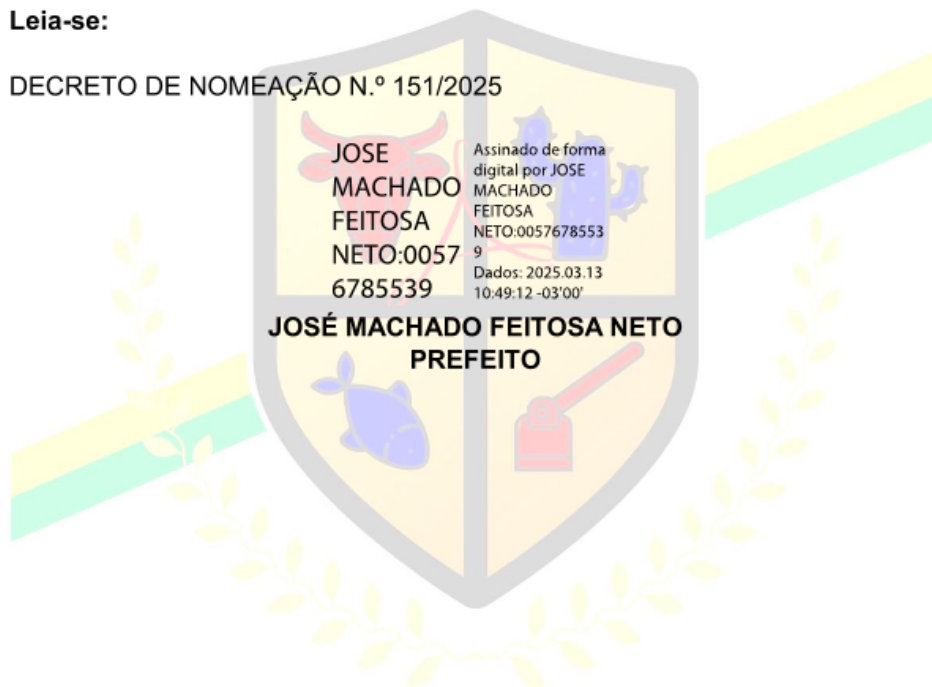 Leia-se:
DECRETO DE NOMEAÇÃO N.º 151/2025
JOSE
MACHADO
FEITOSA
NETO:0057
6785539
Assinado de forma
digital por JOSE
MACHADO
FEITOSA
NETO:0057678553
9
Dados: 2025.03.13
10:49:12 -03'00'
JOSÉ MACHADO FEITOSA NETO
PREFEITO